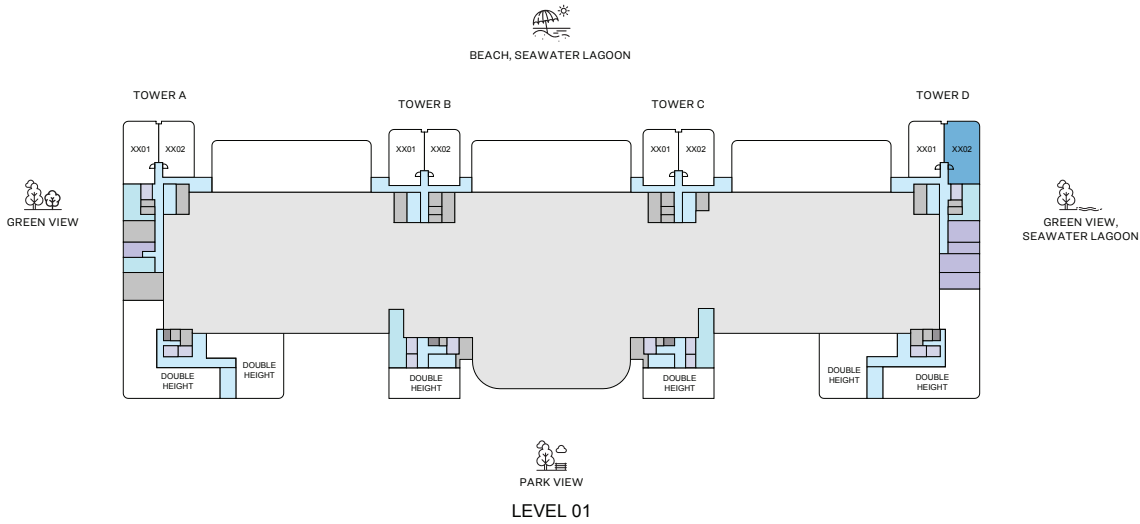 BEACH, SEAWATER LAGOON
TOWER A
TOWER B
TOWER C
TOWER D
XX01
XX02
XX01
XX02
XX01
XX02
XX01
XX02
GREEN VIEW
GREEN VIEW,
SEAWATER LAGOON
DOUBLE
HEIGHT
DOUBLE
HEIGHT
DOUBLE
HEIGHT
DOUBLE
HEIGHT
DOUBLE
HEIGHT
DOUBLE
HEIGHT
PARK VIEW
LEVEL 01